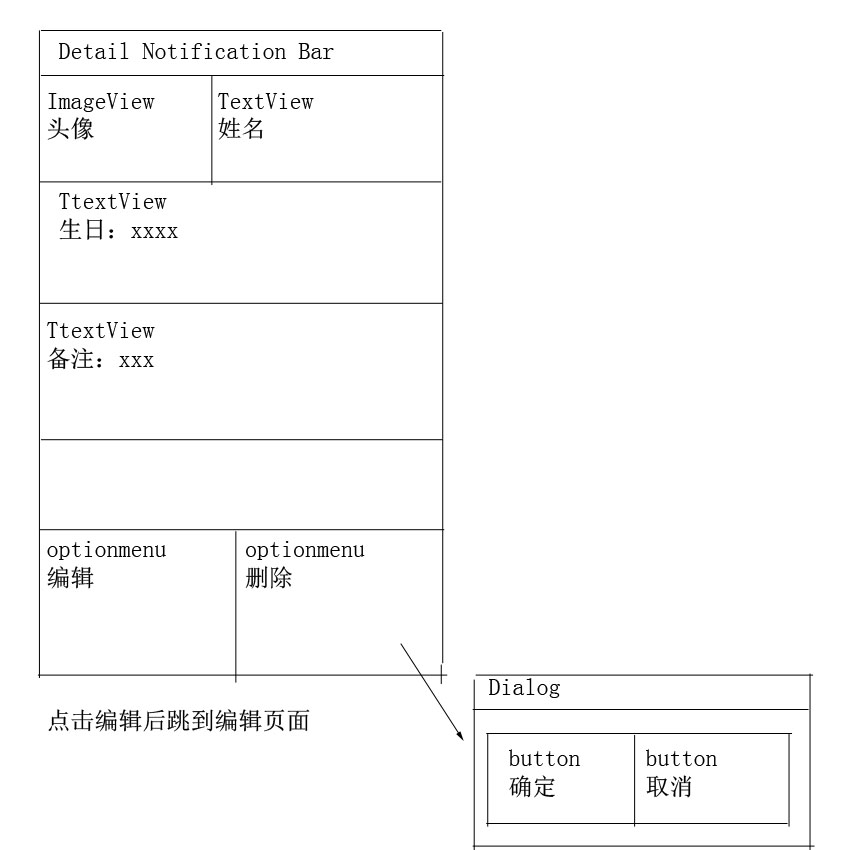 Detail Notification Bar
ImageView
头像
TextView
姓名
TtextView
生日：xxxx
TtextView
备注：xxx
optionmenu
编辑
optionmenu
删除
点击编辑后跳到编辑页面
Dialog
button
确定
button
取消